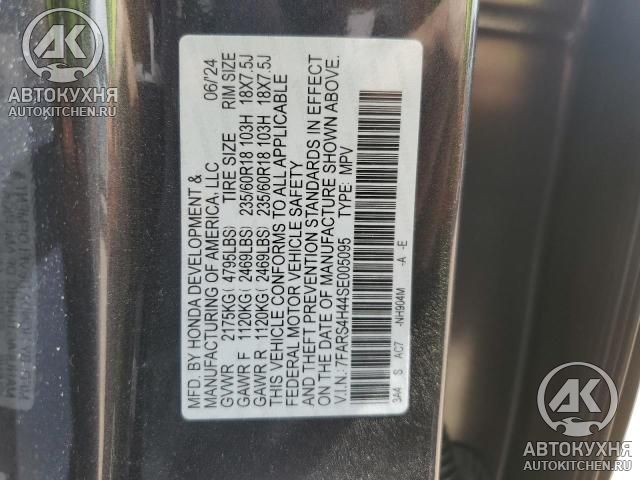 MFD. BY HONDA DEVELOPMENT & 06/'24
MANUFACTURING OF AMERICA, LLC
GVWR 2175KG ( 4795LBS) TIRE SIZE RIM SIZE
GAWR F 1120KG ( 2469LBS) 235/60R18 103H 18X7.5J
GAWR R 1120KG ( 2469LBS) 235/60R18 103H 18X7.5J
THIS VEHICLE CONFORMS TO ALL APPLICABLE
FEDERAL MOTOR VEHICLE SAFETY
AND THEFT PREVENTION STANDARDS IN EFFECT
ON THE DATE OF MANUFACTURE SHOWN ABOVE.
V.I.N.: 7FARS4H44SE005095 TYPE: MPV
3A4 S AC7 -NH904M -A -E
АК
АВТОКУХНЯ
AUTOKITCHEN.RU
АК
АВТОКУХНЯ
AUTOKITCHEN.RU